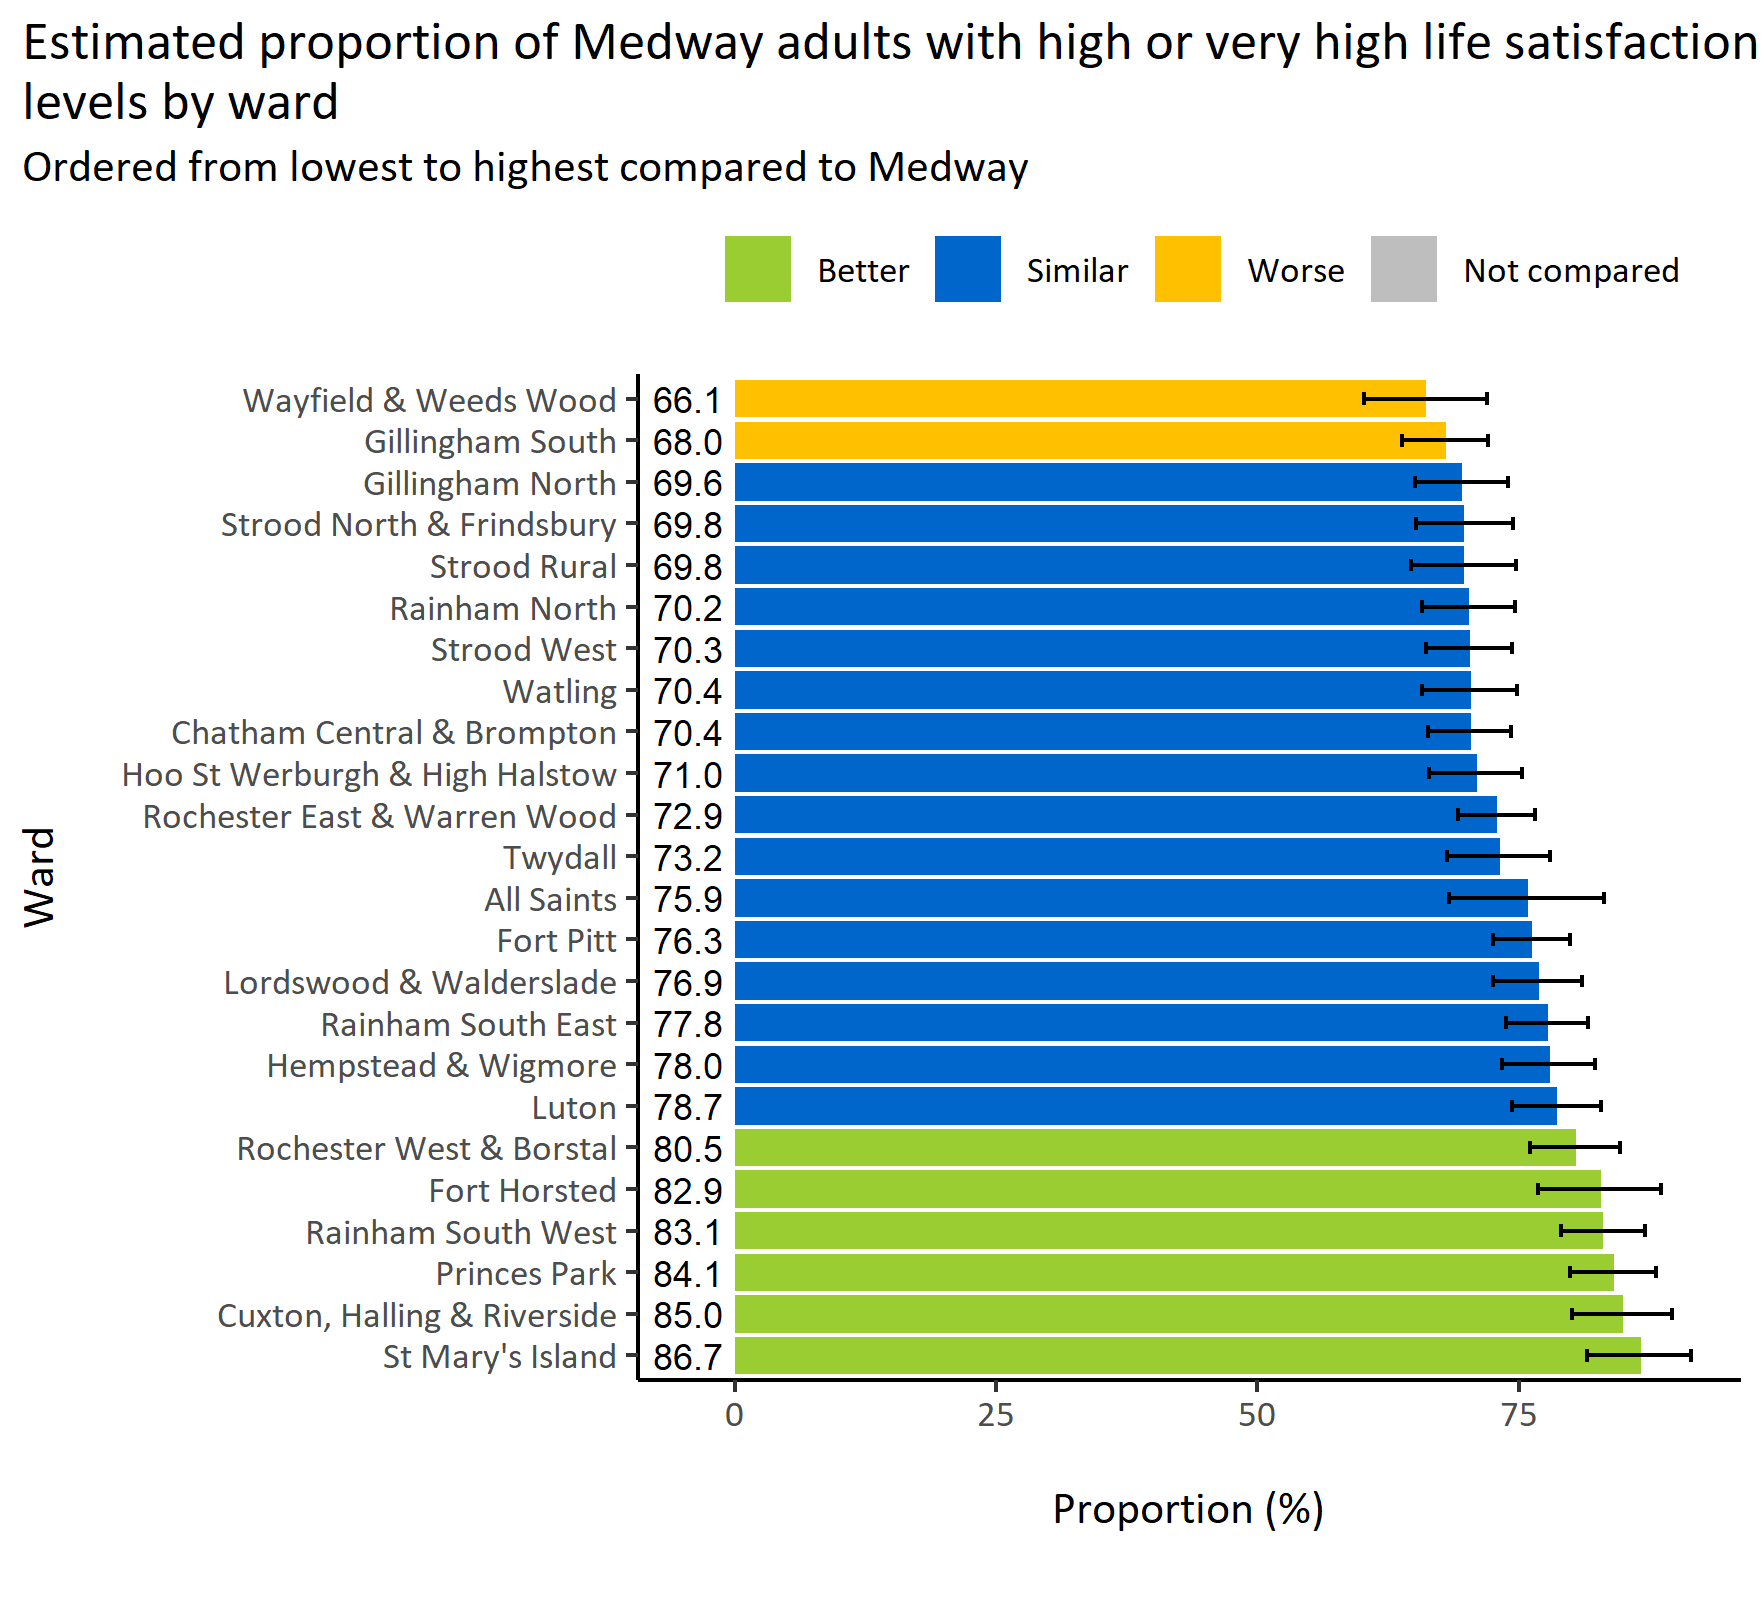 Estimated proportion of Medway adults with high or very high life satisfaction
levels by ward
Ordered from lowest to highest compared to Medway
Better Similar Worse Not compared
Wayfield & Weeds Wood 66.1
Gillingham South 68.0
Gillingham North 69.6
Strood North & Frindsbury 69.8
Strood Rural 69.8
Rainham North 70.2
Strood West 70.3
Watling 70.4
Chatham Central & Brompton 70.4
Hoo St Werburgh & High Halstow 71.0
Rochester East & Warren Wood 72.9
Twydall 73.2
All Saints 75.9
Fort Pitt 76.3
Lordswood & Walderslade 76.9
Rainham South East 77.8
Hempstead & Wigmore 78.0
Luton 78.7
Rochester West & Borstal 80.5
Fort Horsted 82.9
Rainham South West 83.1
Princes Park 84.1
Cuxton, Halling & Riverside 85.0
St Mary's Island 86.7
Ward
0 25 50 75
Proportion (%)